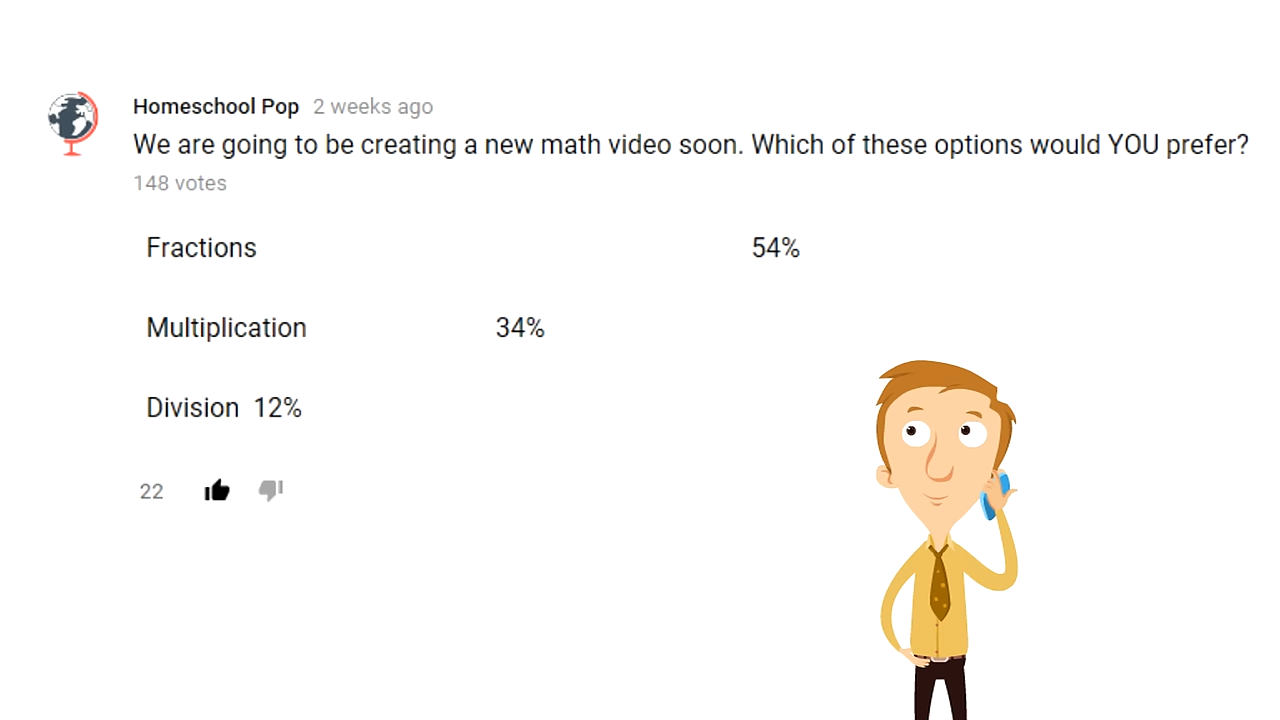 Homeschool Pop 2 weeks ago
We are going to be creating a new math video soon. Which of these options would YOU prefer?
148 votes
Fractions 54%
Multiplication 34%
Division 12%
22